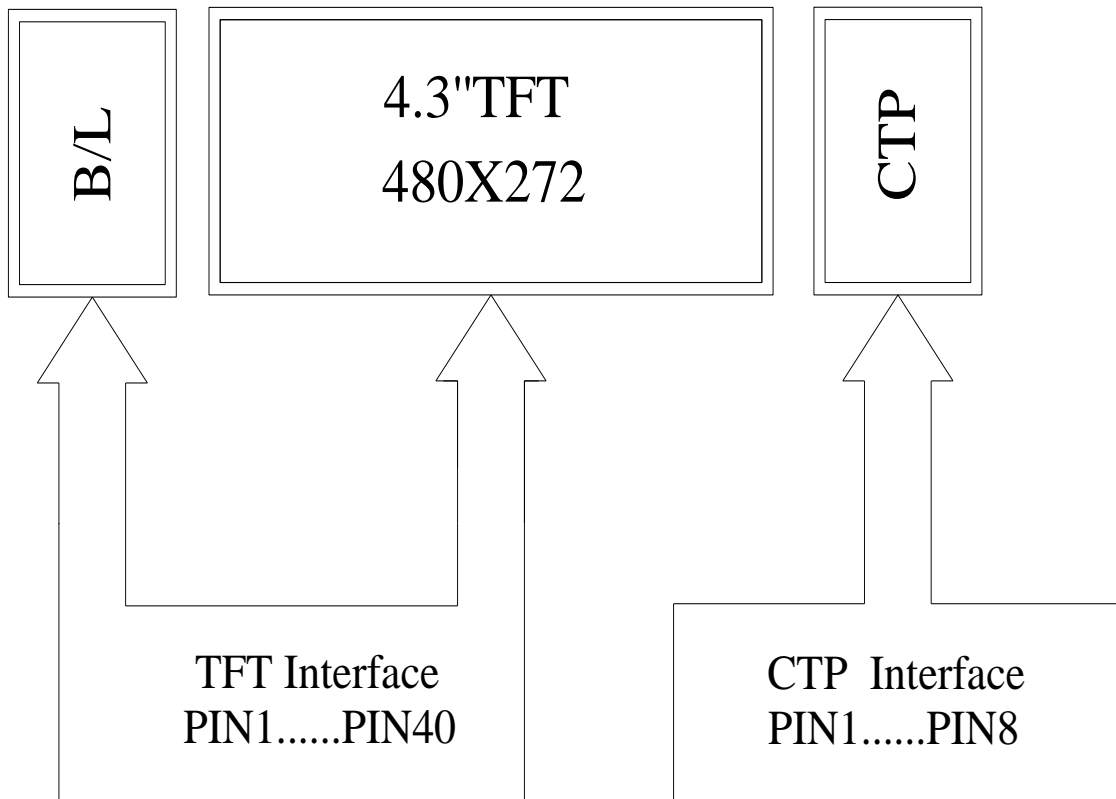 B/L
4.3"TFT
480X272
CTP
TFT Interface
PIN1......PIN40
CTP Interface
PIN1......PIN8